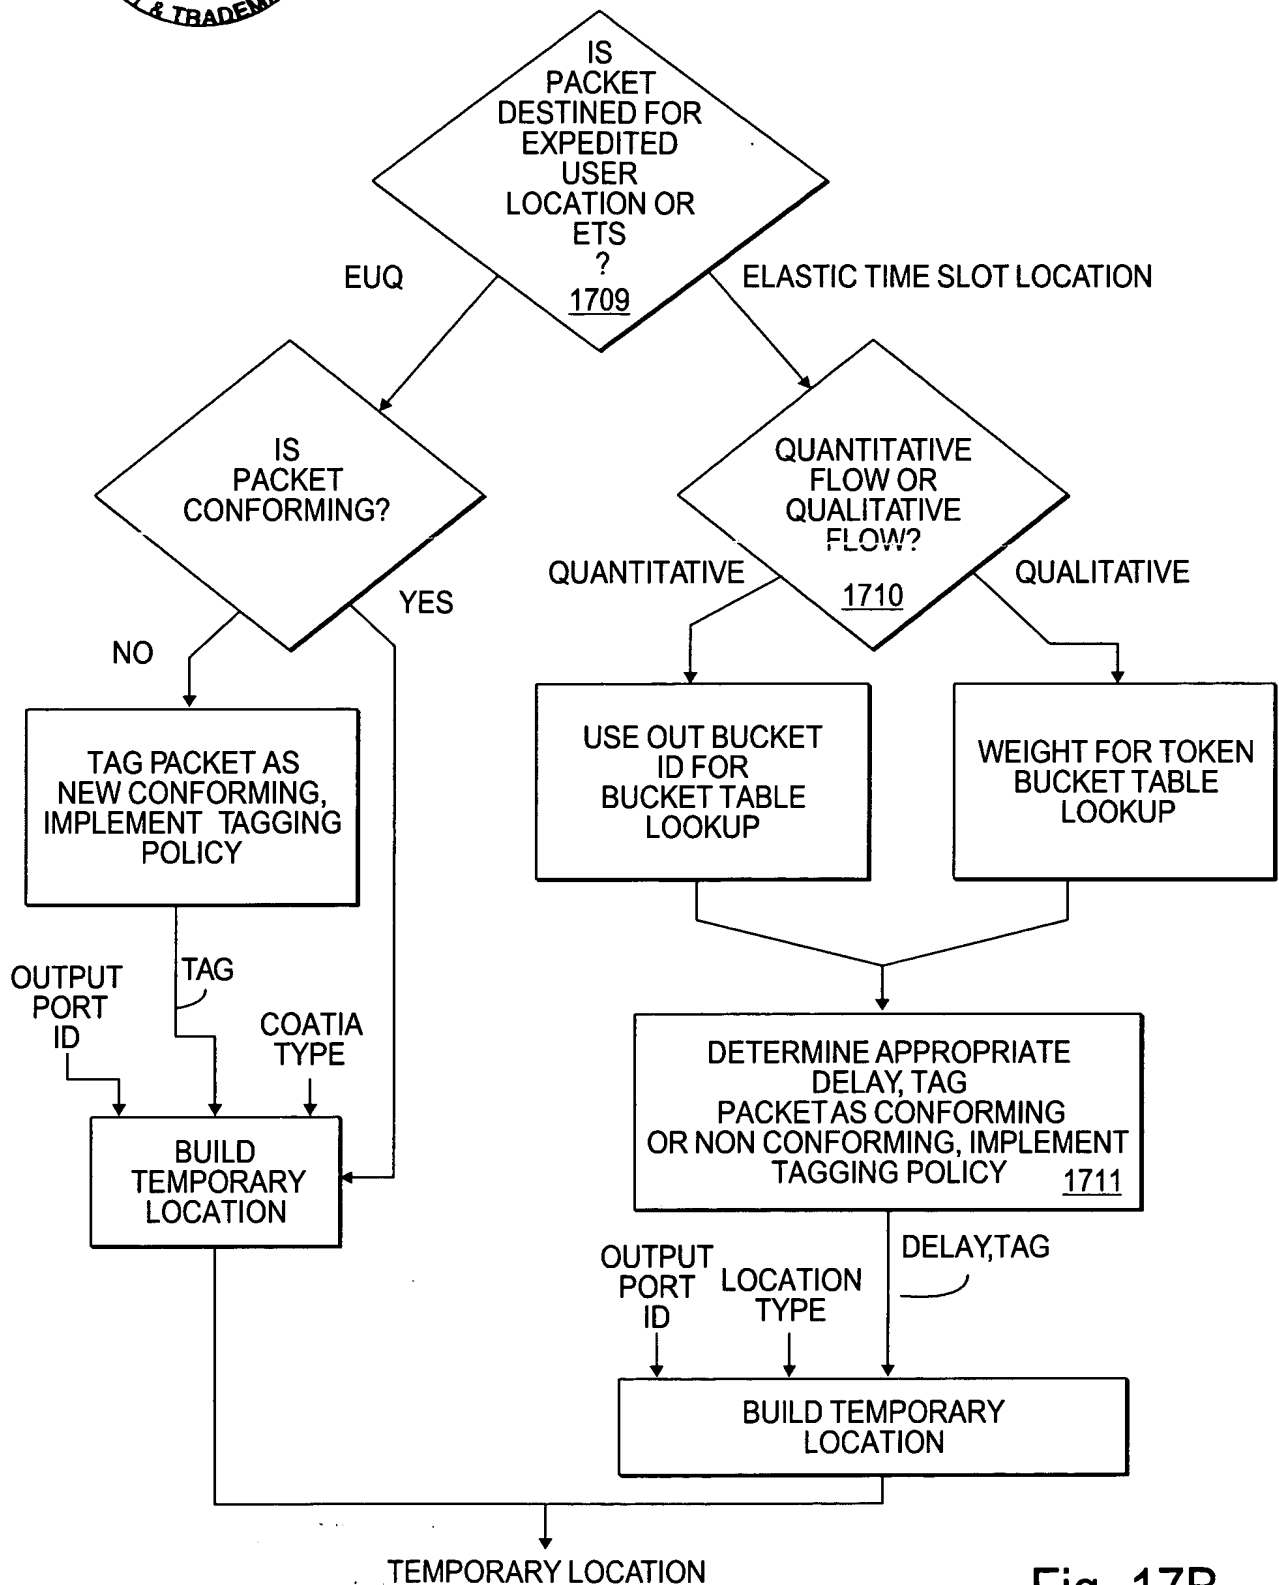 & TRADEM
IS
PACKET
DESTINED FOR
EXPEDITED
USER
LOCATION OR
ETS
?
1709
EUQ
ELASTIC TIME SLOT LOCATION
IS
PACKET
CONFORMING?
QUANTITATIVE
FLOW OR
QUALITATIVE
FLOW?
1710
QUANTITATIVE
QUALITATIVE
YES
NO
TAG PACKET AS
NEW CONFORMING,
IMPLEMENT TAGGING
POLICY
USE OUT BUCKET
ID FOR
BUCKET TABLE
LOOKUP
WEIGHT FOR TOKEN
BUCKET TABLE
LOOKUP
OUTPUT
PORT
ID
TAG
COATIA
TYPE
BUILD
TEMPORARY
LOCATION
DETERMINE APPROPRIATE
DELAY, TAG
PACKET AS CONFORMING
OR NON CONFORMING, IMPLEMENT
TAGGING POLICY 1711
OUTPUT
PORT
ID
LOCATION
TYPE
DELAY,TAG
BUILD TEMPORARY
LOCATION
TEMPORARY LOCATION
Fig. 17B